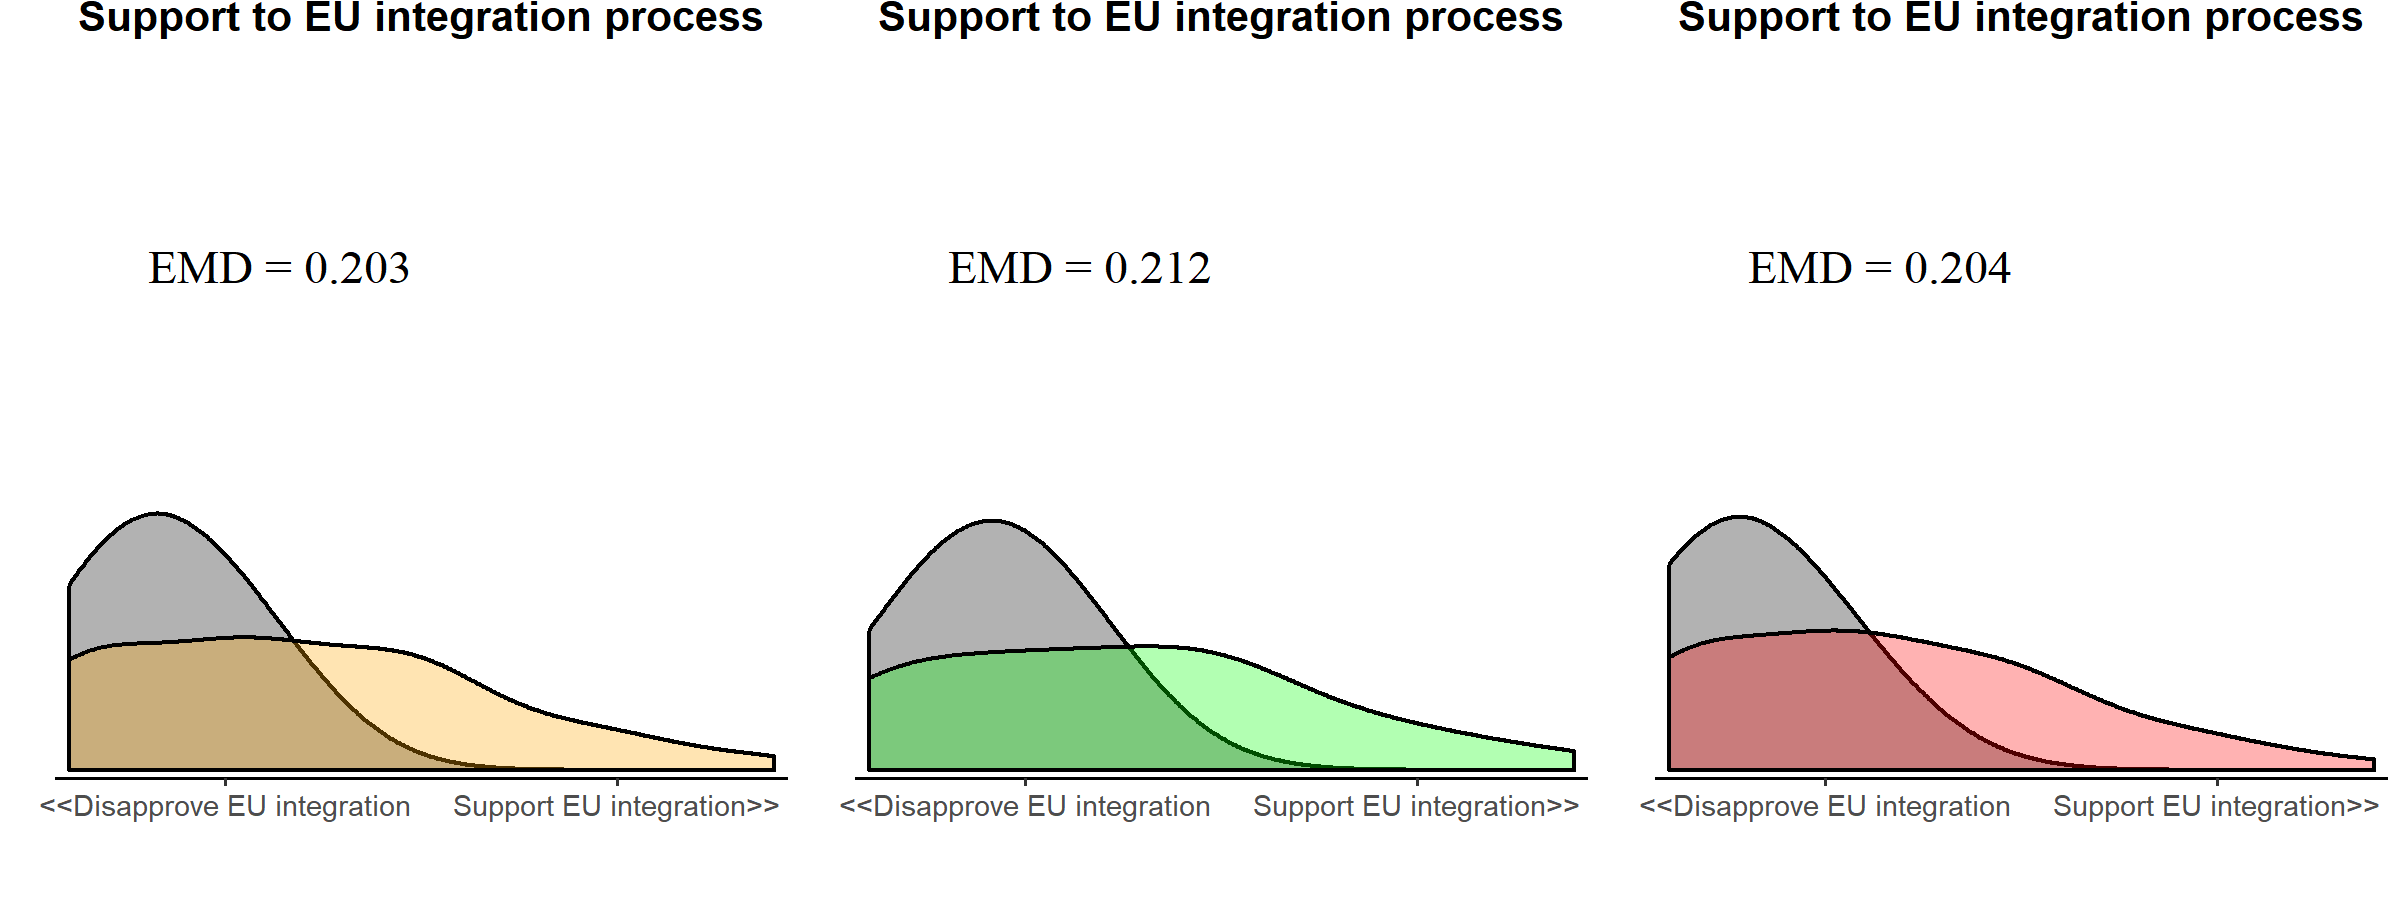 Support to EU integration process
Support to EU integration process
Support to EU integration process
EMD = 0.203
EMD = 0.212
EMD = 0.204
<<Disapprove EU integration
Support EU integration>>
<<Disapprove EU integration
Support EU integration>>
<<Disapprove EU integration
Support EU integration>>